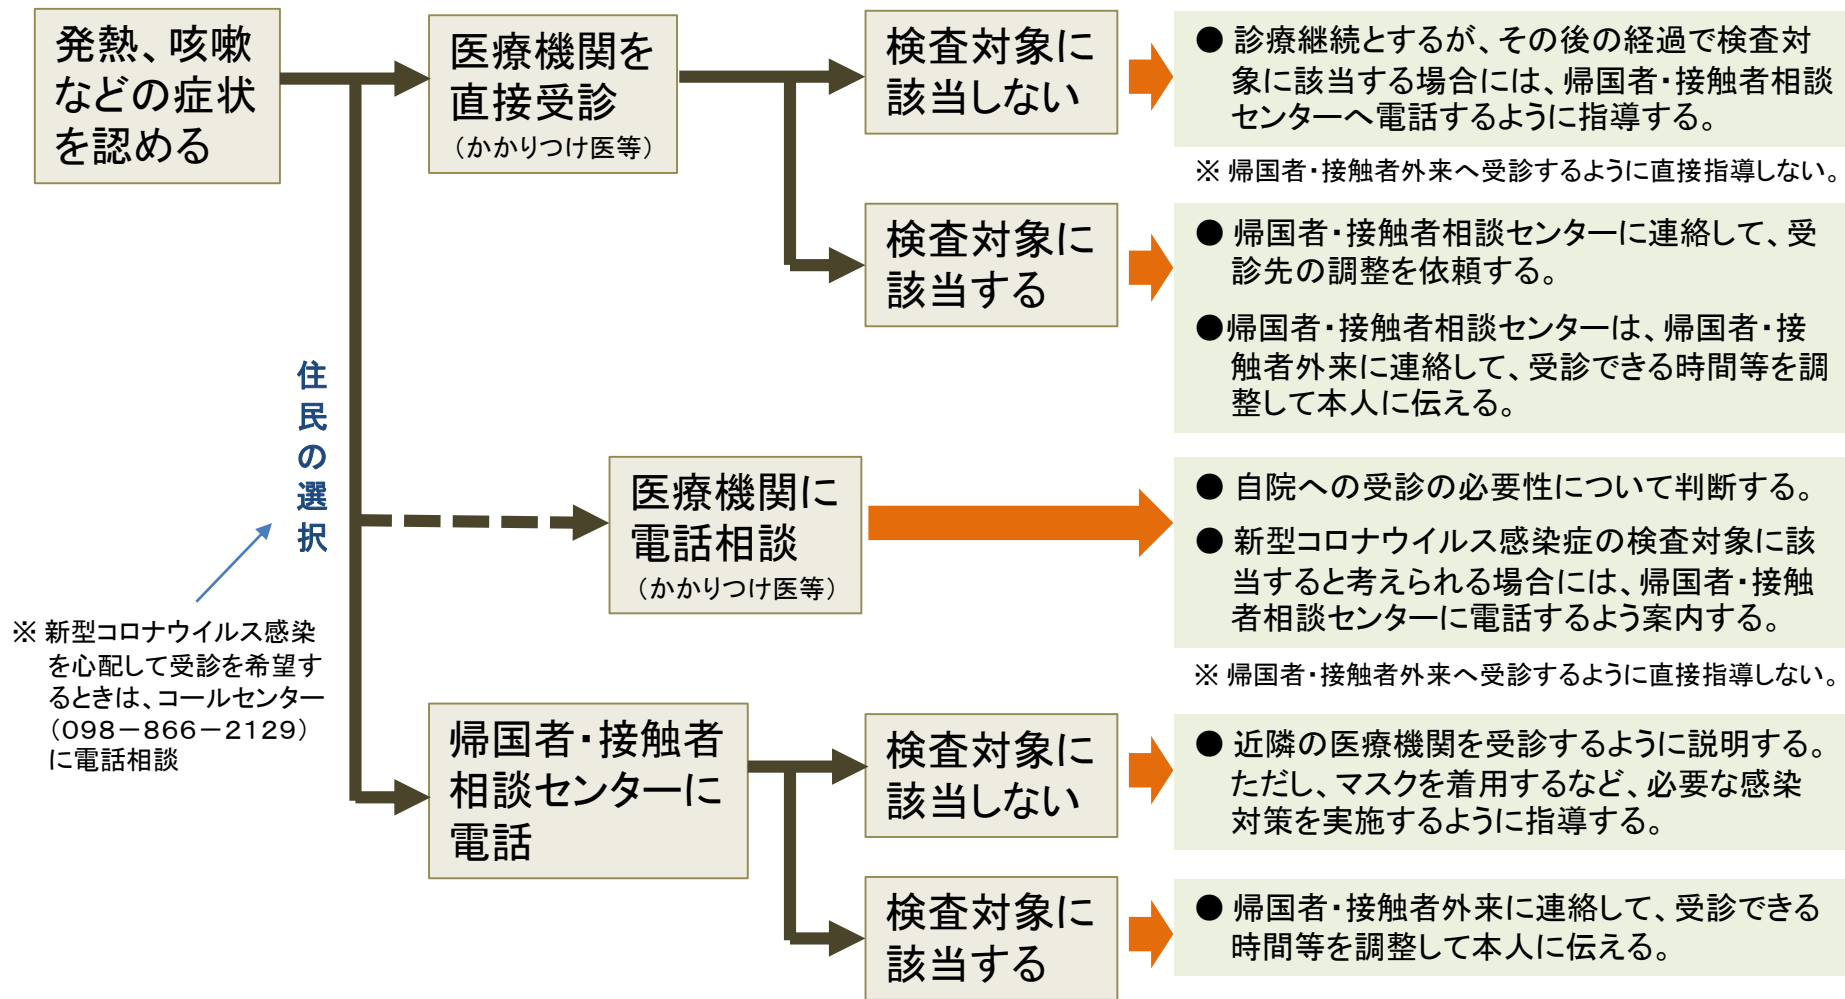 発熱、咳嗽
などの症状
を認める
医療機関を
直接受診
（かかりつけ医等）
検査対象に
該当しない
● 診療継続とするが、その後の経過で検査対
象に該当する場合には、帰国者・接触者相談
センターへ電話するように指導する。
※ 帰国者・接触者外来へ受診するように直接指導しない。
検査対象に
該当する
● 帰国者・接触者相談センターに連絡して、受
診先の調整を依頼する。
●帰国者・接触者相談センターは、帰国者・接
触者外来に連絡して、受診できる時間等を調
整して本人に伝える。
住民の選択
※ 新型コロナウイルス感染
を心配して受診を希望す
るときは、コールセンター
（098－866－2129）
に電話相談
医療機関に
電話相談
（かかりつけ医等）
● 自院への受診の必要性について判断する。
● 新型コロナウイルス感染症の検査対象に該
当すると考えられる場合には、帰国者・接触
者相談センターに電話するよう案内する。
※ 帰国者・接触者外来へ受診するように直接指導しない。
帰国者・接触者
相談センターに
電話
検査対象に
該当しない
● 近隣の医療機関を受診するように説明する。
ただし、マスクを着用するなど、必要な感染
対策を実施するように指導する。
検査対象に
該当する
● 帰国者・接触者外来に連絡して、受診できる
時間等を調整して本人に伝える。